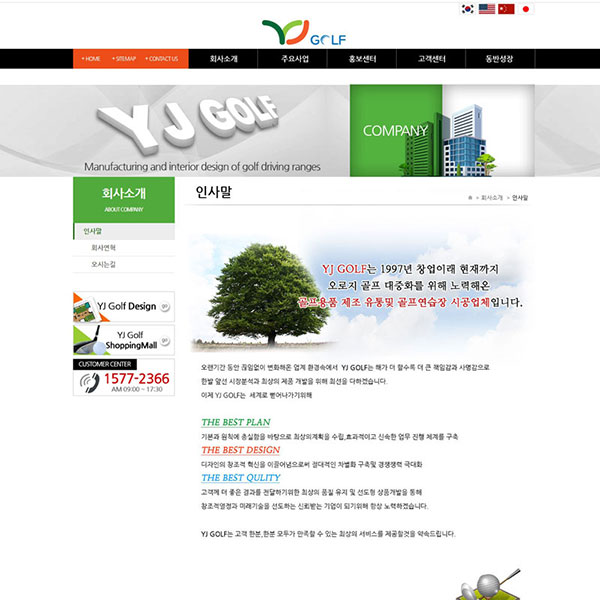 YJ GOLF
HOME SITEMAP CONTACT US 회사소개 주요사업 홍보센터 고객센터 동반성장
YJ GOLF
Manufacturing and interior design of golf driving ranges
COMPANY
회사소개
ABOUT COMPANY
인사말
회사연혁
오시는길
YJ Golf Design go
YJ Golf
ShoppingMall go
CUSTOMER CENTER
1577-2366
AM 09:00 ~ 17:30
인사말
> 회사소개 > 인사말
YJ GOLF는 1997년 창업이래 현재까지
오로지 골프 대중화를 위해 노력해온
골프용품 제조 유통및 골프연습장 시공업체입니다.
오랜기간 동안 끊임없이 변화해온 업계 환경속에서 YJ GOLF는 해가 더 할수록 더 큰 책임감과 사명감으로
한발 앞선 시장분석과 최상의 제품 개발을 위해 최선을 다하겠습니다.
이제 YJ GOLF는 세계로 뻗어나가기위해
THE BEST PLAN
기본과 원칙에 충실함을 바탕으로 최상의계획을 수립,효과적이고 신속한 업무 진행 체계를 구축
THE BEST DESIGN
디자인의 창조적 혁신을 이끌어냄으로써 절대적인 차별화 구축및 경쟁력 극대화
THE BEST QULITY
고객께 더 좋은 결과를 전달하기위한 최상의 품질 유지 및 선도형 상품개발을 통해
창조적열정과 미래기술을 선도하는 신뢰받는 기업이 되기위해 항상 노력하겠습니다.
YJ GOLF는 고객 한분,한분 모두가 만족할 수 있는 최상의 서비스를 제공할것을 약속드립니다.